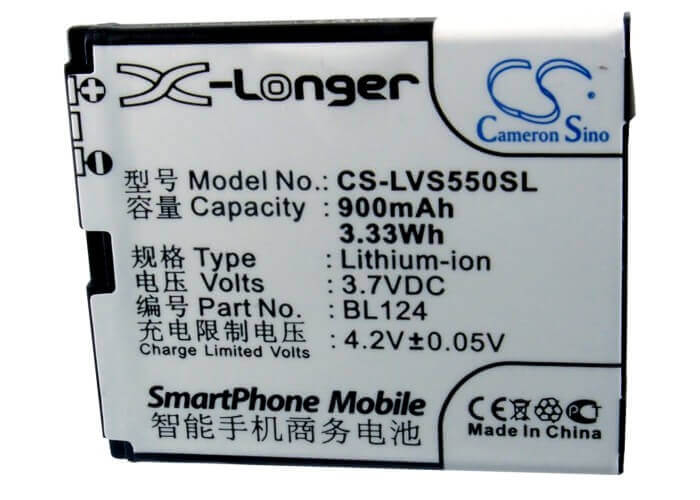 X-Longer
CS
Cameron Sino
型号 Model No.: CS-LVS550SL
容量 Capacity : 900mAh
3.33Wh
规格 Type : Lithium-ion
电压 Volts : 3.7VDC
编号 Part No. : BL124
充电限制电压 : 4.2V±0.05V
Charge Limited Volts
SmartPhone Mobile
智能手机商务电池
CE
Made In China